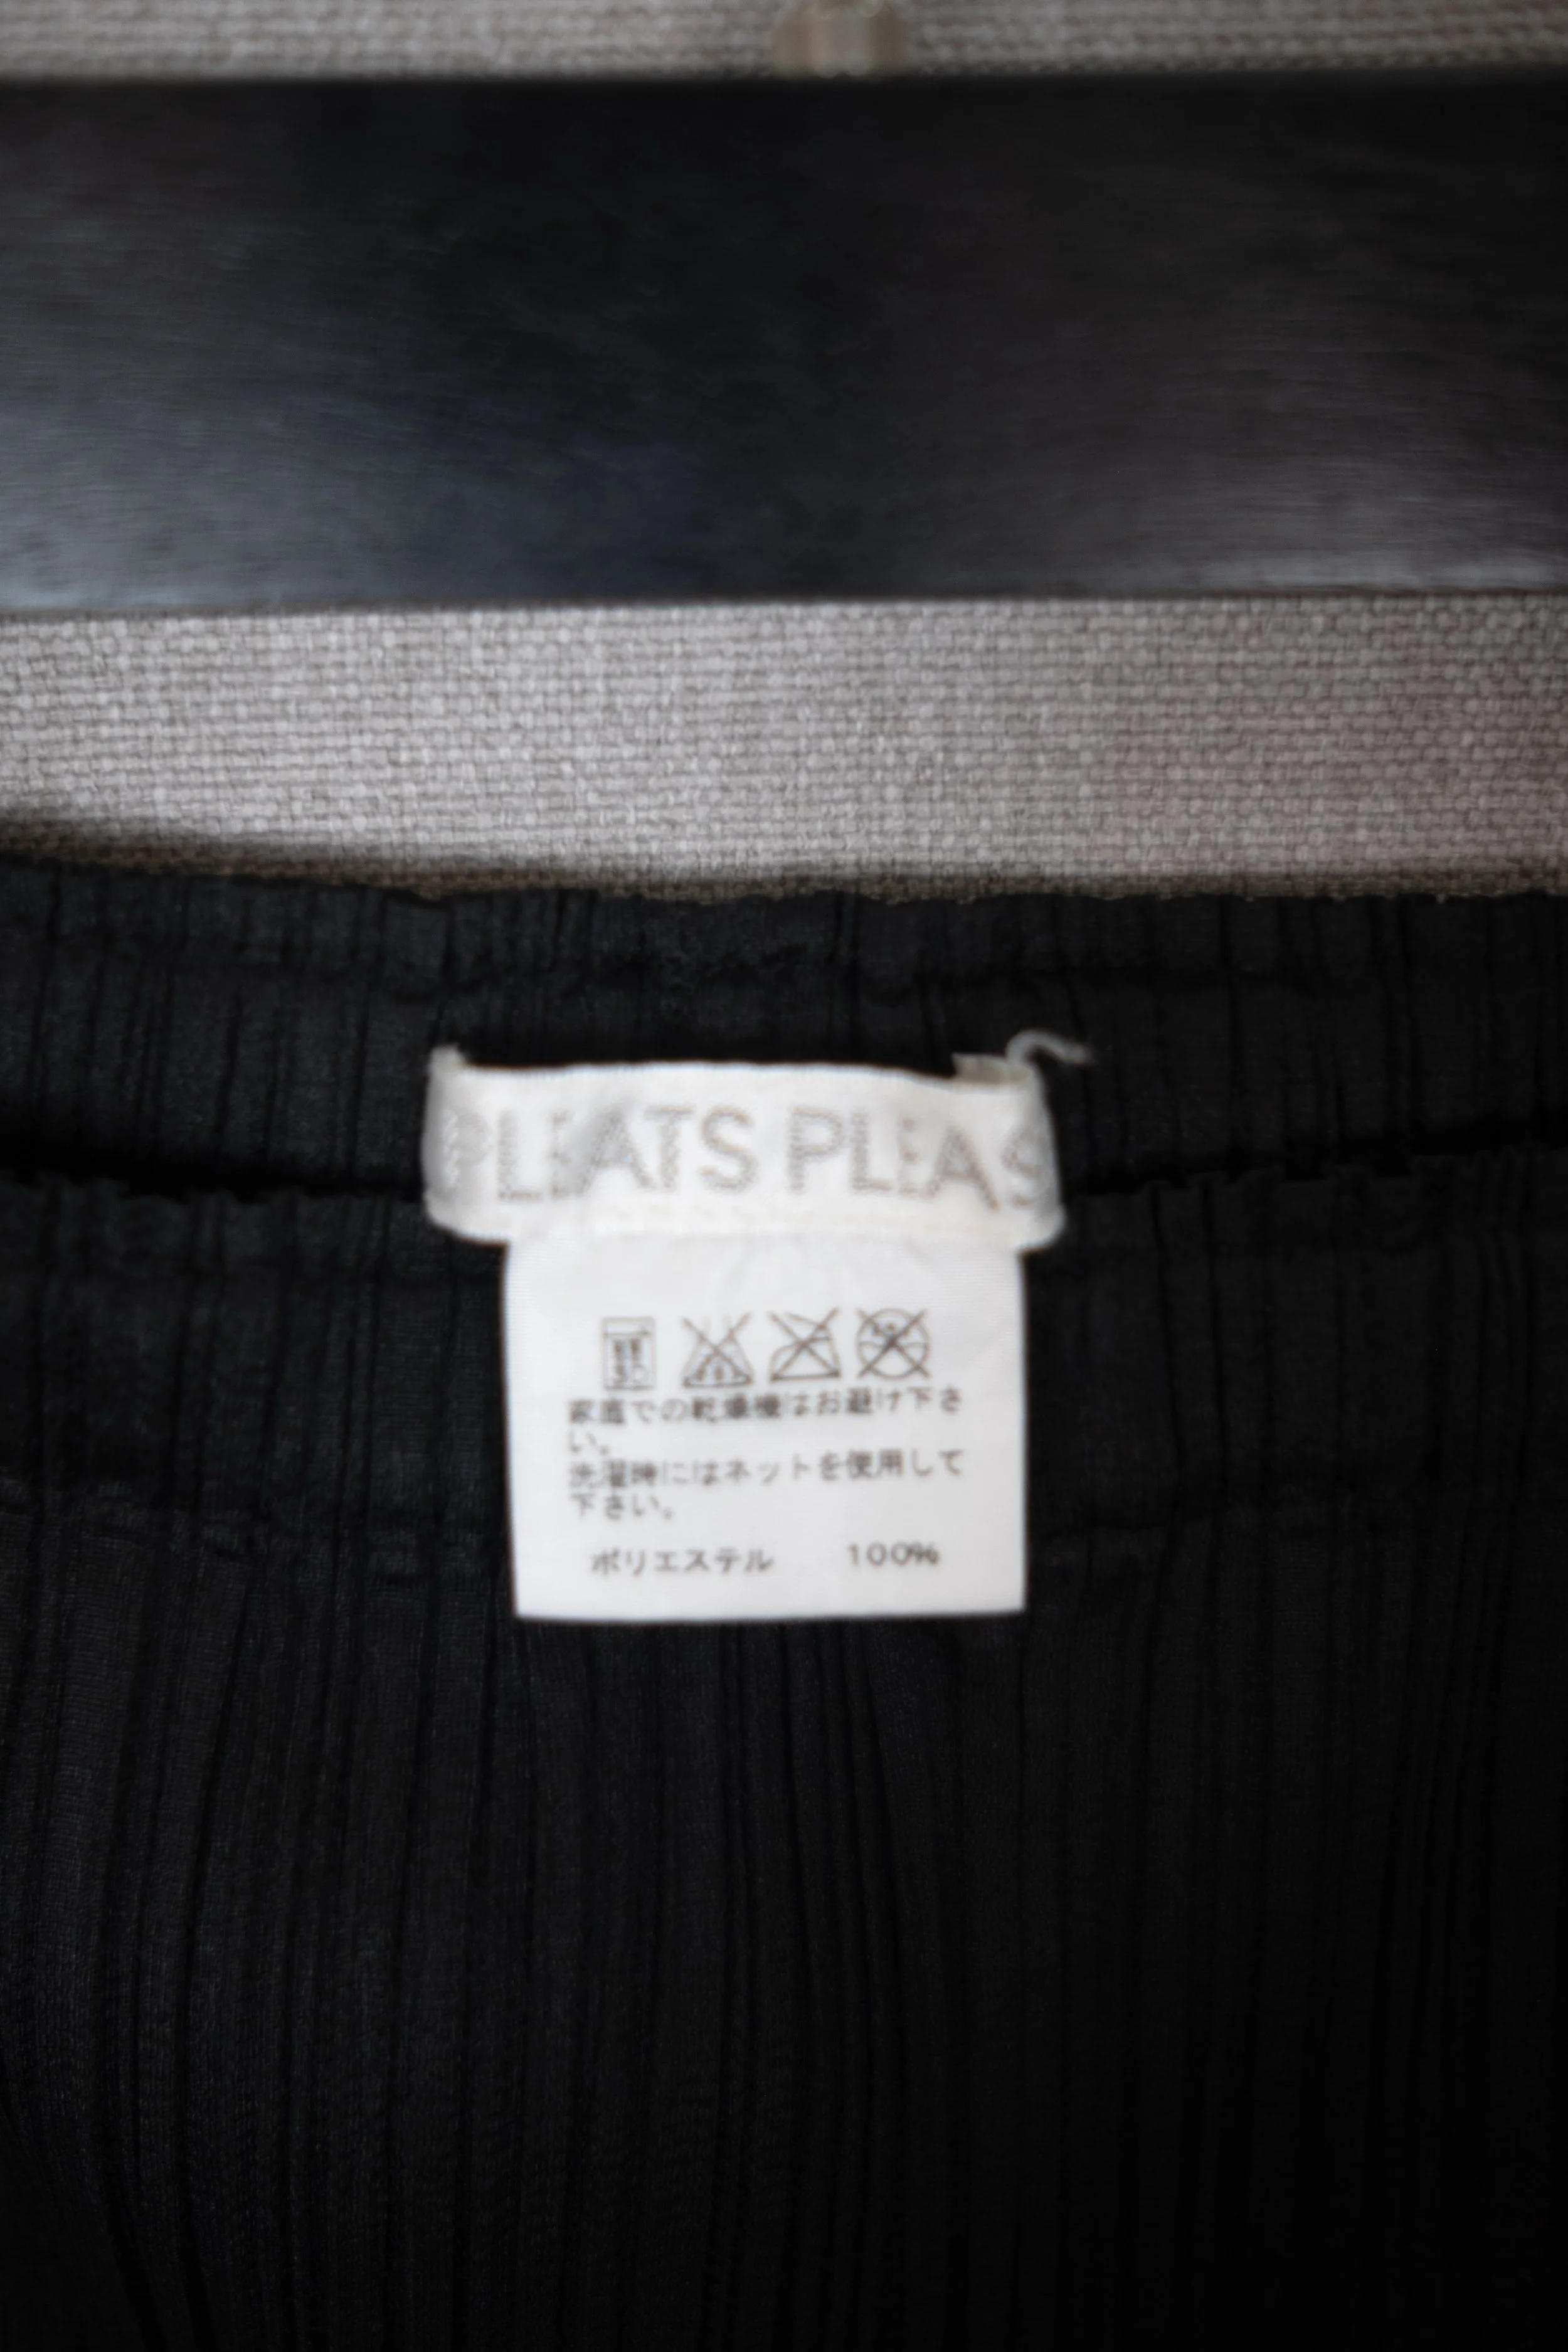 PLEATS PLEAS
家庭での乾燥機はお避け下さ
い。
洗濯時にはネットを使用して
下さい。
ポリエステル 100%